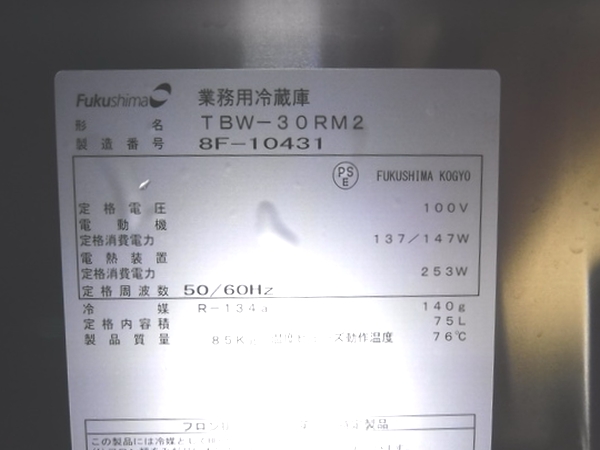 Fukushima 業務用冷蔵庫
形名 TBW-30RM2
製造番号 8F-10431
PS E FUKUSHIMA KOGYO
定格電圧 100V
電動機
定格消費電力 137/147W
電熱装置
定格消費電力 253W
定格周波数 50/60Hz
冷媒 R-134a 140g
定格内容積 75L
製品質量 85K ズ動作温度 76℃
フロン 製品
この製品には冷媒として